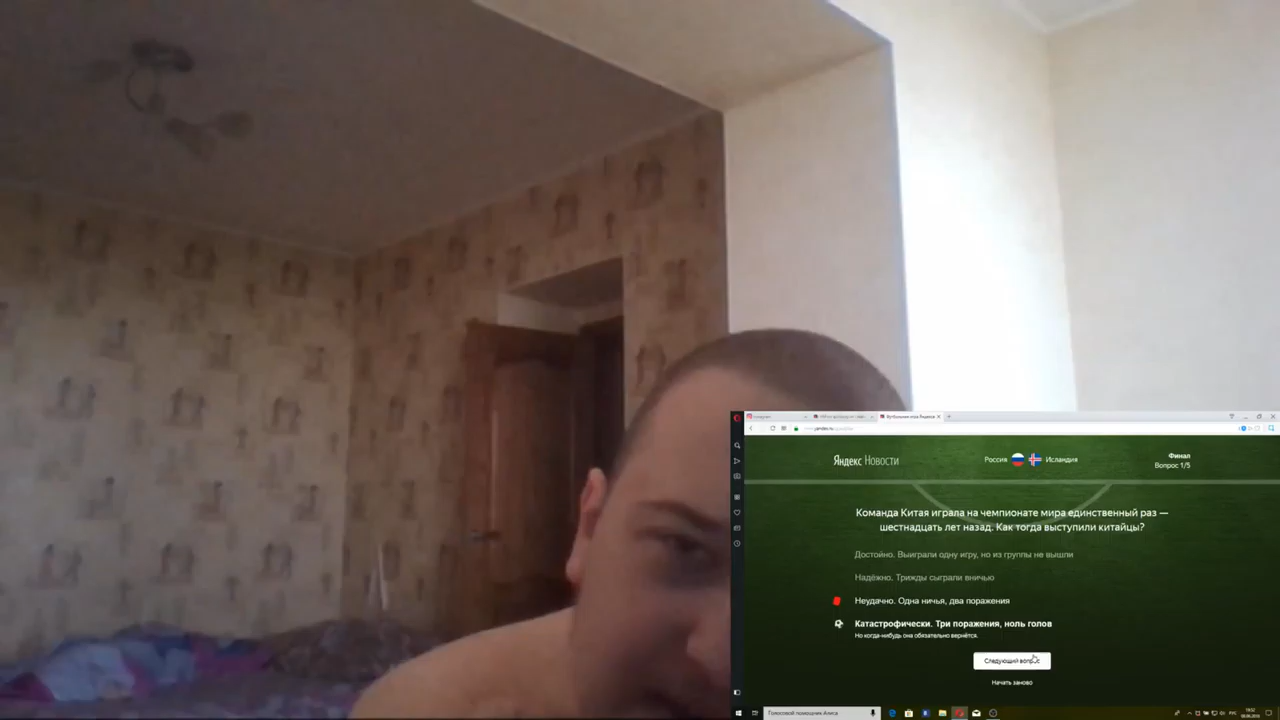 Яндекс Новости
Россия
Исландия
Финал
Вопрос 1/5
Команда Китая играла на чемпионате мира единственный раз —
шестнадцать лет назад. Как тогда выступили китайцы?
Достойно. Выиграли одну игру, но из группы не вышли
Надёжно. Трижды сыграли вничью
Неудачно. Одна ничья, два поражения
Катастрофически. Три поражения, ноль голов
Но когда-нибудь она обязательно вернётся.
Следующий вопрос
Начать заново
Голосовой помощник Алиса